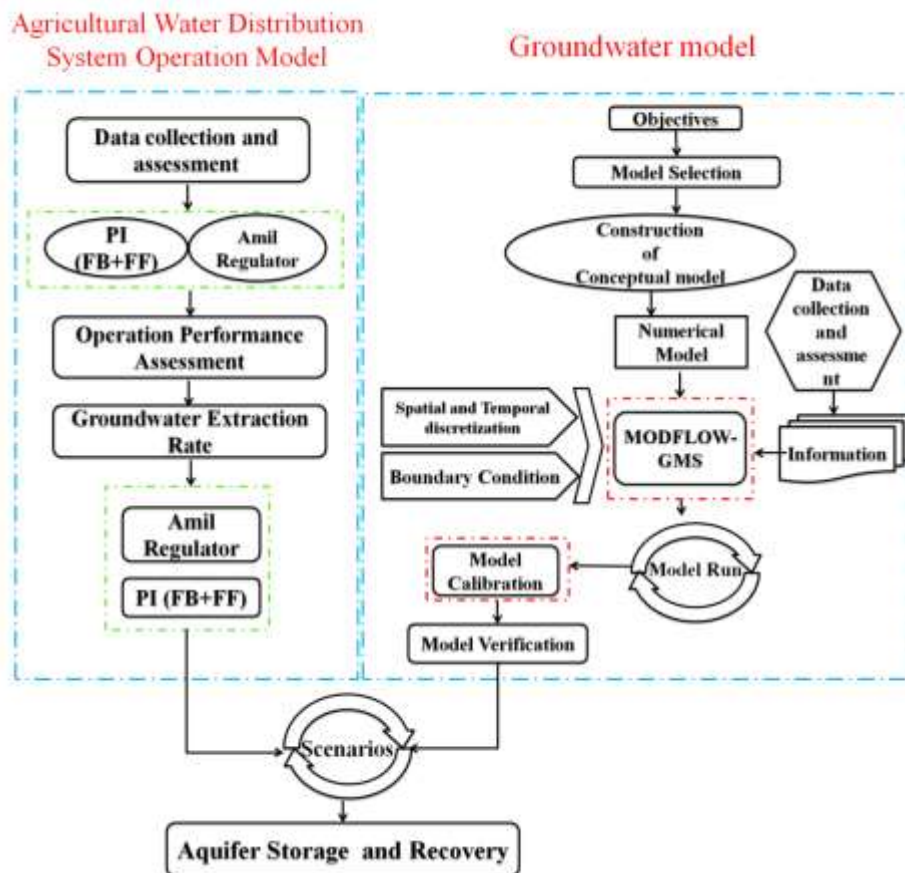 Agricultural Water Distribution
System Operation Model
Data collection and
assessment
PI
(FB+FF)
Amil
Regulator
Operation Performance
Assessment
Groundwater Extraction
Rate
Amil
Regulator
PI (FB+FF)
Groundwater model
Objectives
Model Selection
Construction
of
Conceptual model
Numerical
Model
Data
collection
and
assessme
nt
Spatial and Temporal
discretization
Boundary Condition
MODFLOW-
GMS
Information
Model Run
Model
Calibration
Model Verification
Scenarios
Aquifer Storage and Recovery